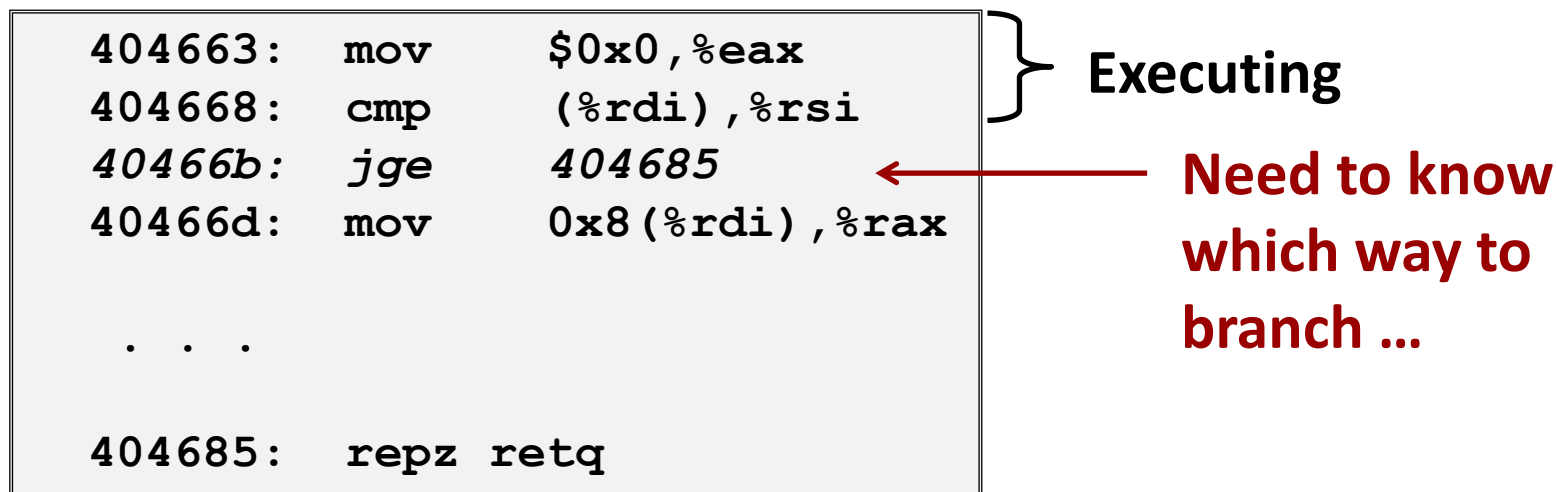 404663: mov $0x0,%eax
404668: cmp (%rdi),%rsi
40466b: jge 404685
40466d: mov 0x8(%rdi),%rax
. . .
404685: repz retq
Executing
Need to know
which way to
branch …